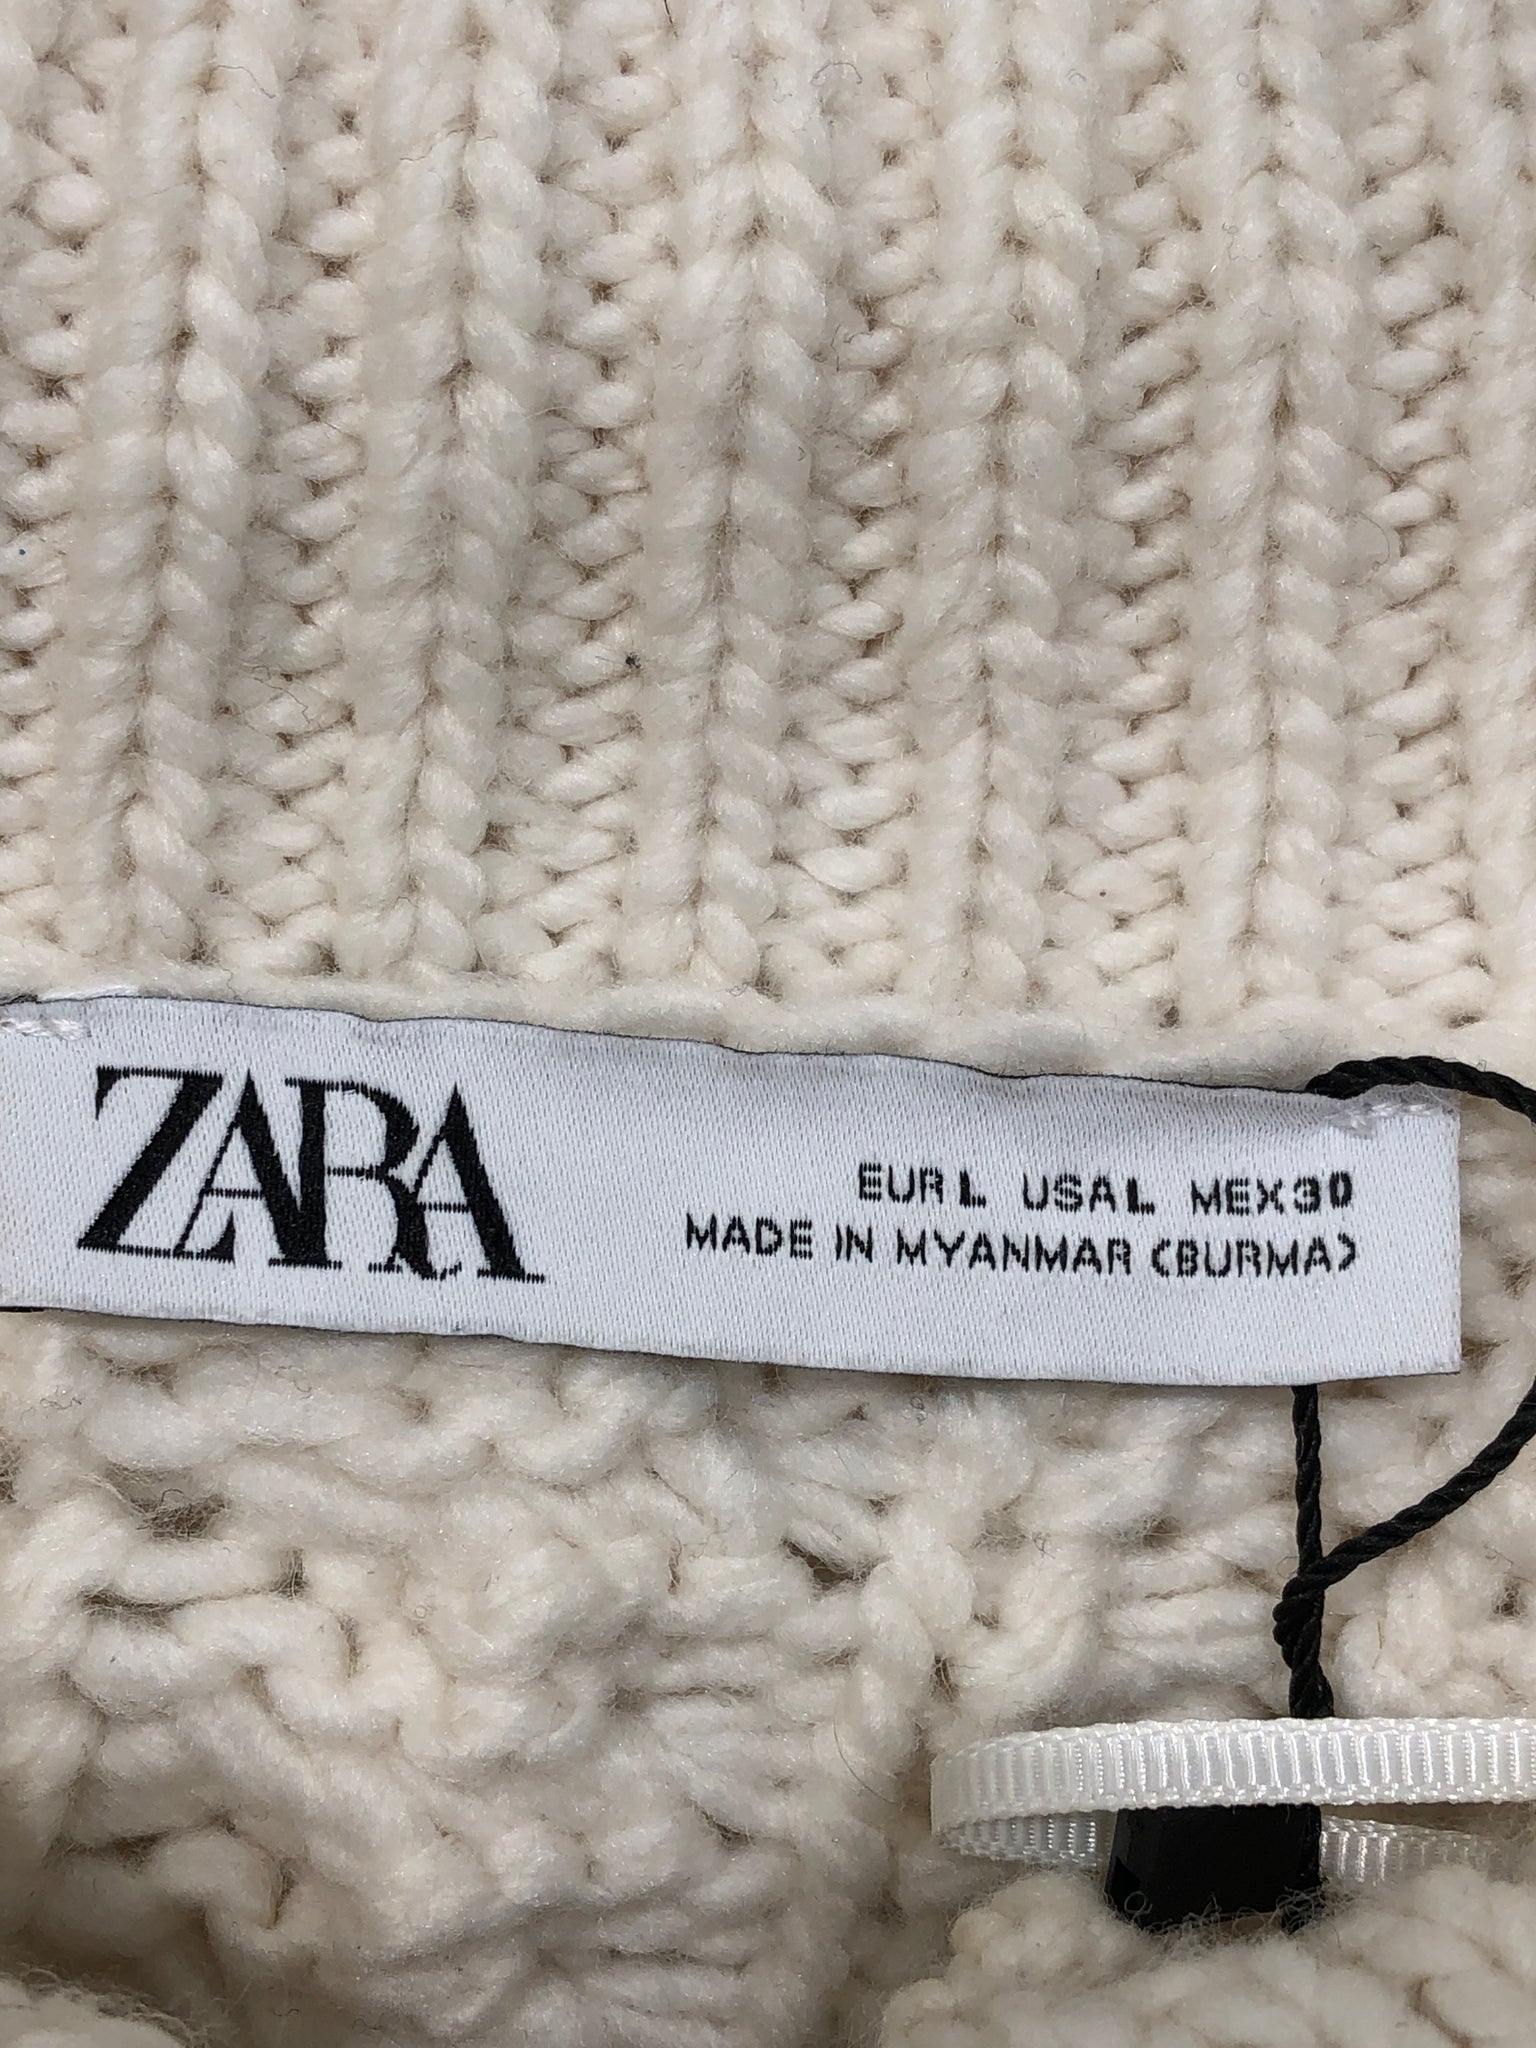 ZARA
EUR L USA L MEX 30
MADE IN MYANMAR (BURMA)